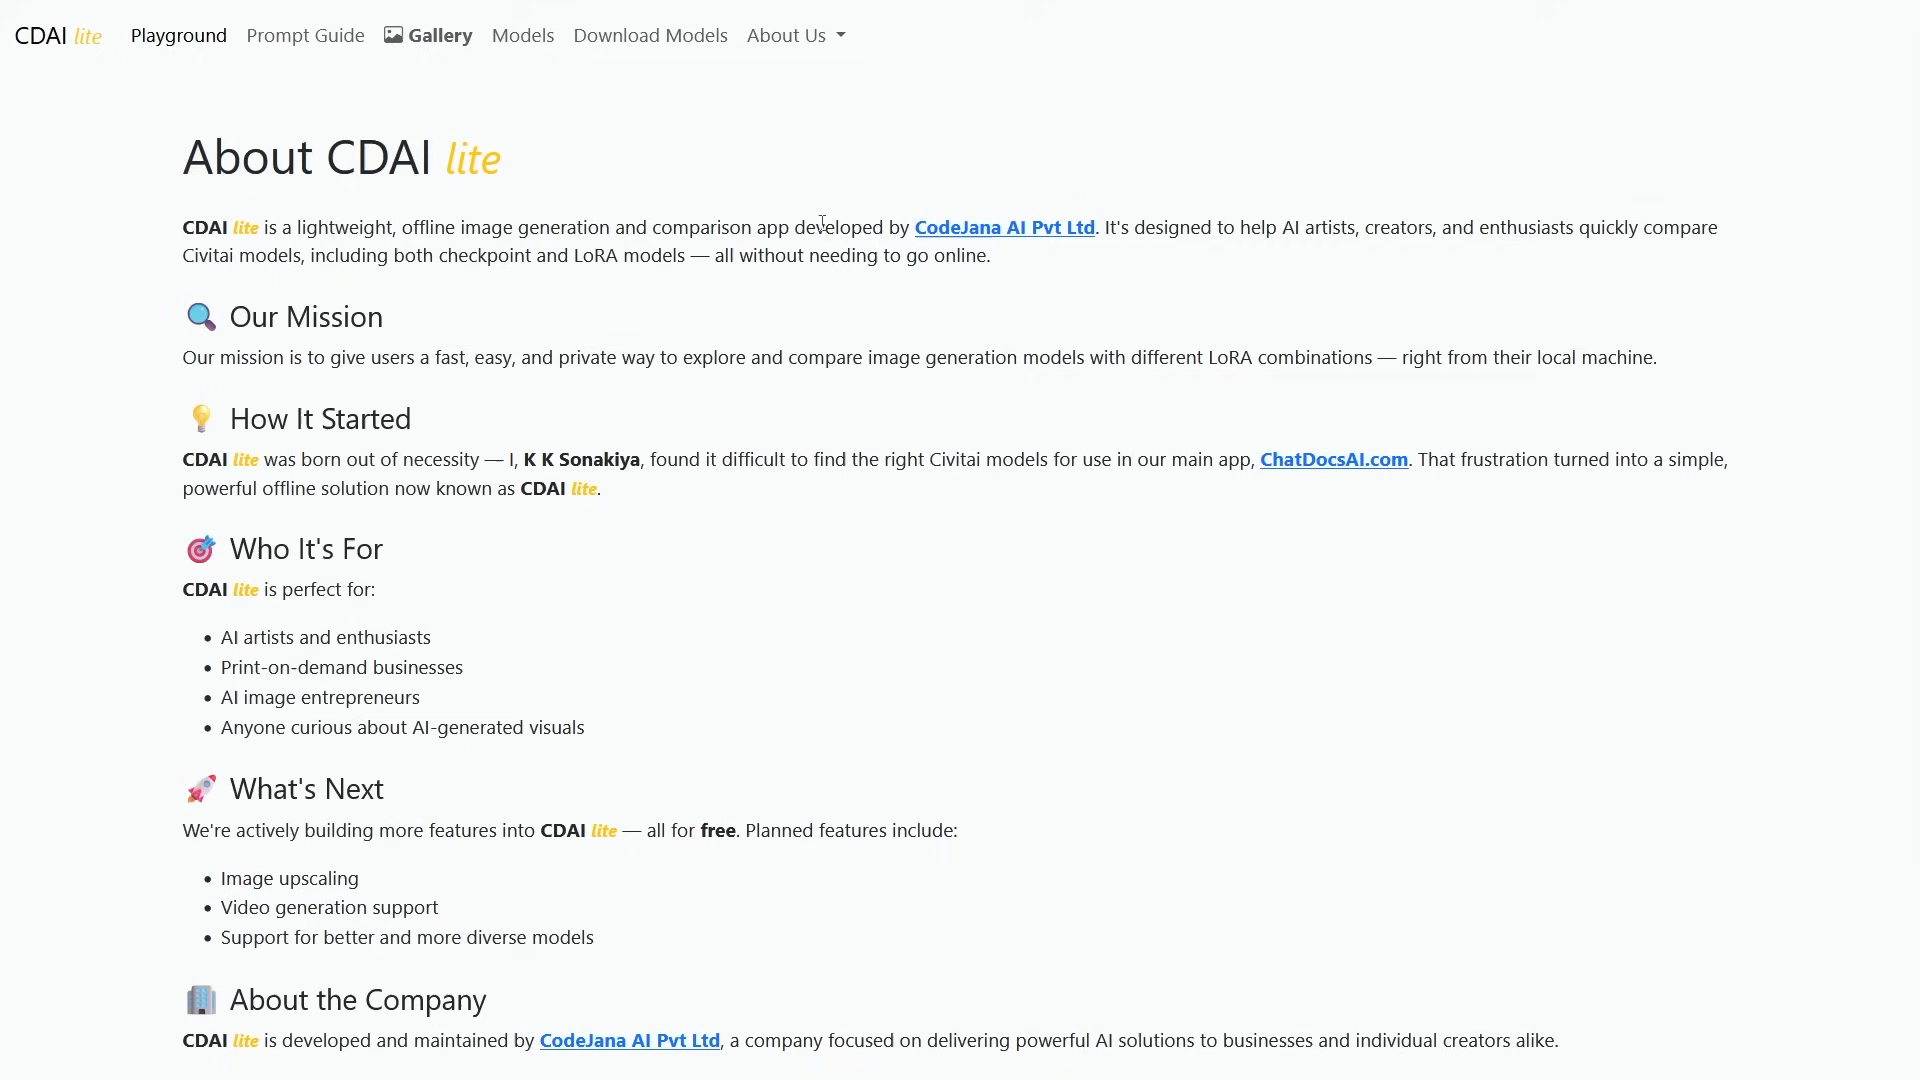 CDAI lite Playground Prompt Guide Gallery Models Download Models About Us
About CDAI lite
CDAI lite is a lightweight, offline image generation and comparison app developed by CodeJana AI Pvt Ltd. It's designed to help AI artists, creators, and enthusiasts quickly compare
Civitai models, including both checkpoint and LoRA models — all without needing to go online.
Our Mission
Our mission is to give users a fast, easy, and private way to explore and compare image generation models with different LoRA combinations — right from their local machine.
How It Started
CDAI lite was born out of necessity — I, K K Sonakiya, found it difficult to find the right Civitai models for use in our main app, ChatDocsAI.com. That frustration turned into a simple,
powerful offline solution now known as CDAI lite.
Who It's For
CDAI lite is perfect for:
• AI artists and enthusiasts
• Print-on-demand businesses
• AI image entrepreneurs
• Anyone curious about AI-generated visuals
What's Next
We're actively building more features into CDAI lite — all for free. Planned features include:
• Image upscaling
• Video generation support
• Support for better and more diverse models
About the Company
CDAI lite is developed and maintained by CodeJana AI Pvt Ltd, a company focused on delivering powerful AI solutions to businesses and individual creators alike.